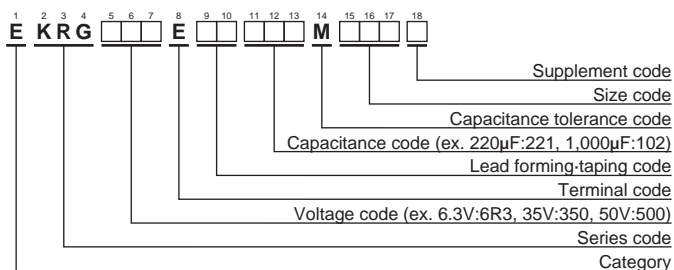 1 2 3 4 5 6 7 8 9 10 11 12 13 14 15 16 17 18
E KRG E M
Supplement code
Size code
Capacitance tolerance code
Capacitance code (ex. 220µF:221, 1,000µF:102)
Lead forming·taping code
Terminal code
Voltage code (ex. 6.3V:6R3, 35V:350, 50V:500)
Series code
Category